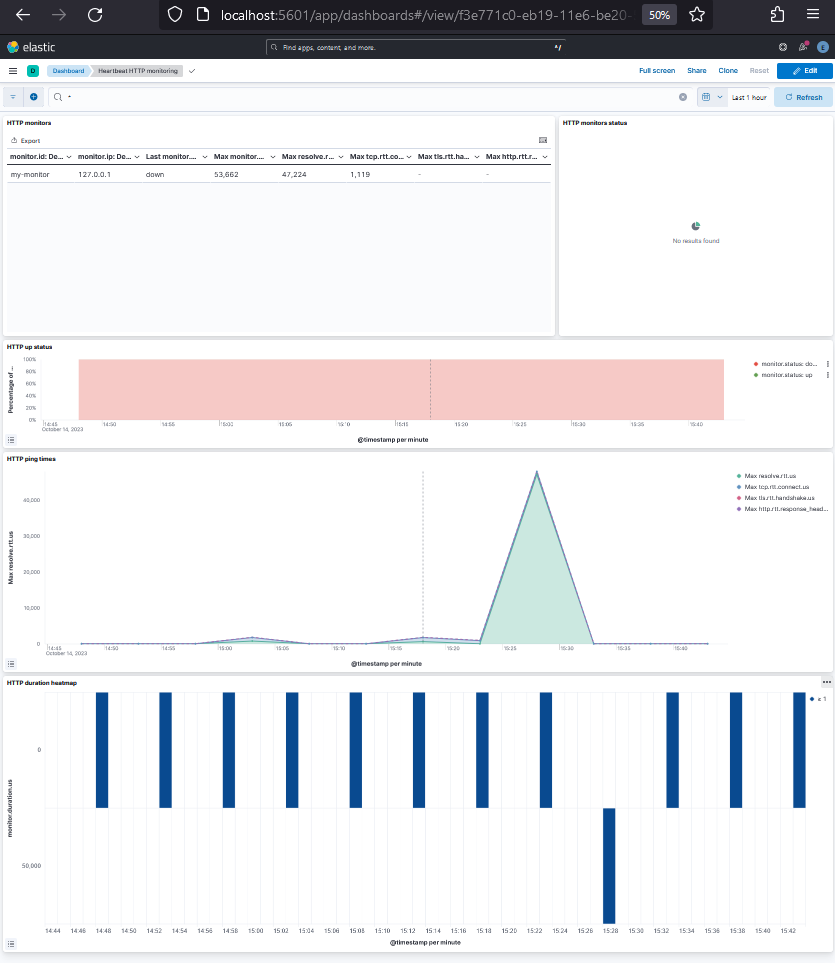 localhost:5601/app/dashboards#/view/f3e771c0-eb19-11e6-be20-
50%
elastic
Find apps, content, and more.
*/
E
D
Dashboard
Heartbeat HTTP monitoring
Full screen
Share
Clone
Reset
Edit
Last 1 hour
Refresh
HTTP monitors
Export
monitor.id: De... monitor.ip: De... Last monitor.... Max monitor.... Max resolve.r... Max tcp.rtt.co... Max tls.rtt.ha... Max http.rtt.r...
my-monitor 127.0.0.1 down 53,662 47,224 1,119 - -
HTTP monitors status
No results found
HTTP up status
Percentage of ...
100%
80%
60%
40%
20%
0%
14:45 14:50 14:55 15:00 15:05 15:10 15:15 15:20 15:25 15:30 15:35 15:40
October 14, 2023
@timestamp per minute
monitor.status: do...
monitor.status: up
HTTP ping times
Max resolve.rtt.us
40,000
30,000
20,000
10,000
0
14:45 14:50 14:55 15:00 15:05 15:10 15:15 15:20 15:25 15:30 15:35 15:40
October 14, 2023
@timestamp per minute
Max resolve.rtt.us
Max tcp.rtt.connect.us
Max tls.rtt.handshake.us
Max http.rtt.response_head...
HTTP duration heatmap
monitor.duration.us
0
50,000
14:44 14:46 14:48 14:50 14:52 14:54 14:56 14:58 15:00 15:02 15:04 15:06 15:08 15:10 15:12 15:14 15:16 15:18 15:20 15:22 15:24 15:26 15:28 15:30 15:32 15:34 15:36 15:38 15:40 15:42
@timestamp per minute
≥ 1